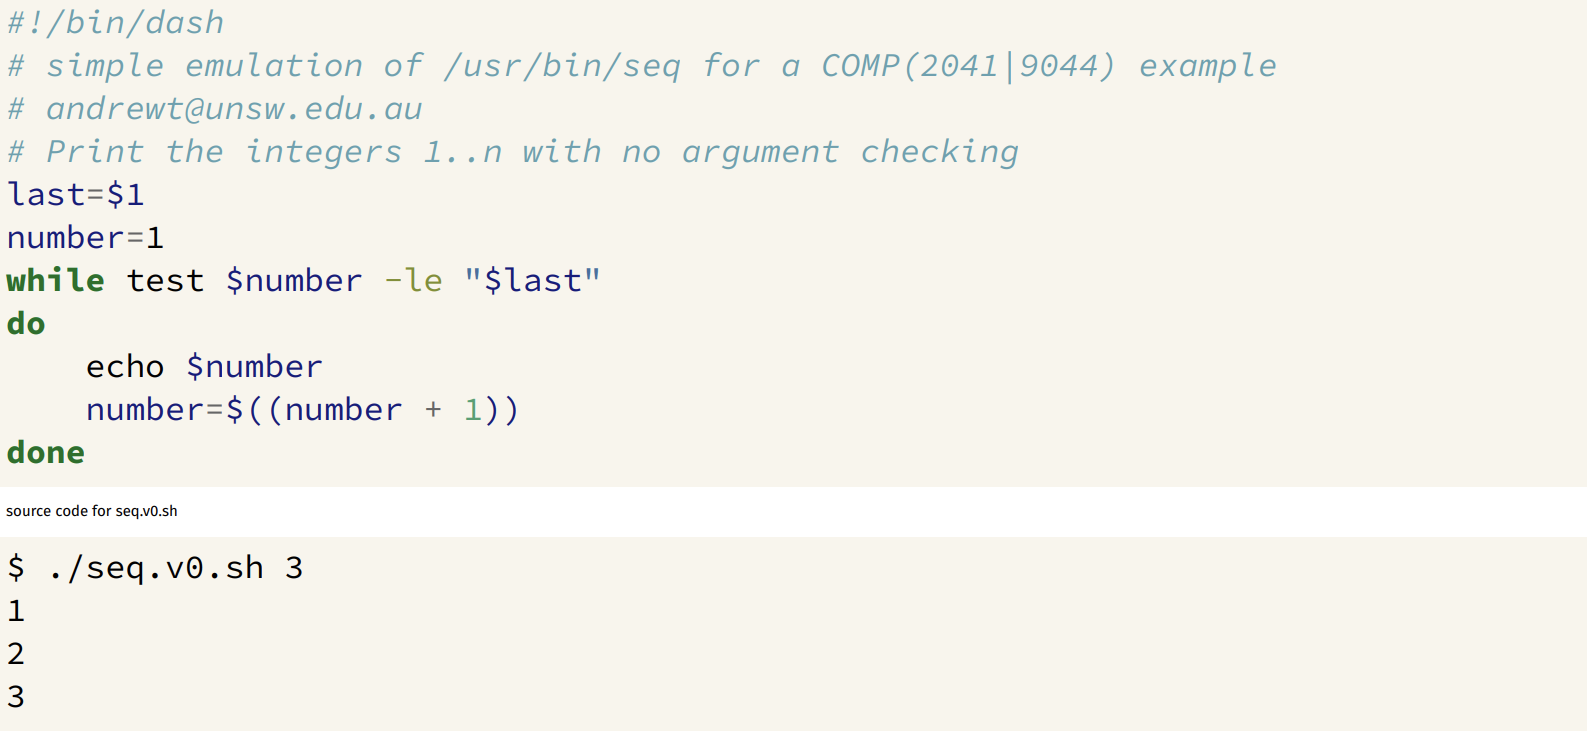 #!/bin/dash
# simple emulation of /usr/bin/seq for a COMP(2041|9044) example
# andrewt@unsw.edu.au
# Print the integers 1..n with no argument checking
last=$1
number=1
while test $number -le "$last"
do
    echo $number
    number=$((number + 1))
done
source code for seq.v0.sh
$ ./seq.v0.sh 3
1
2
3